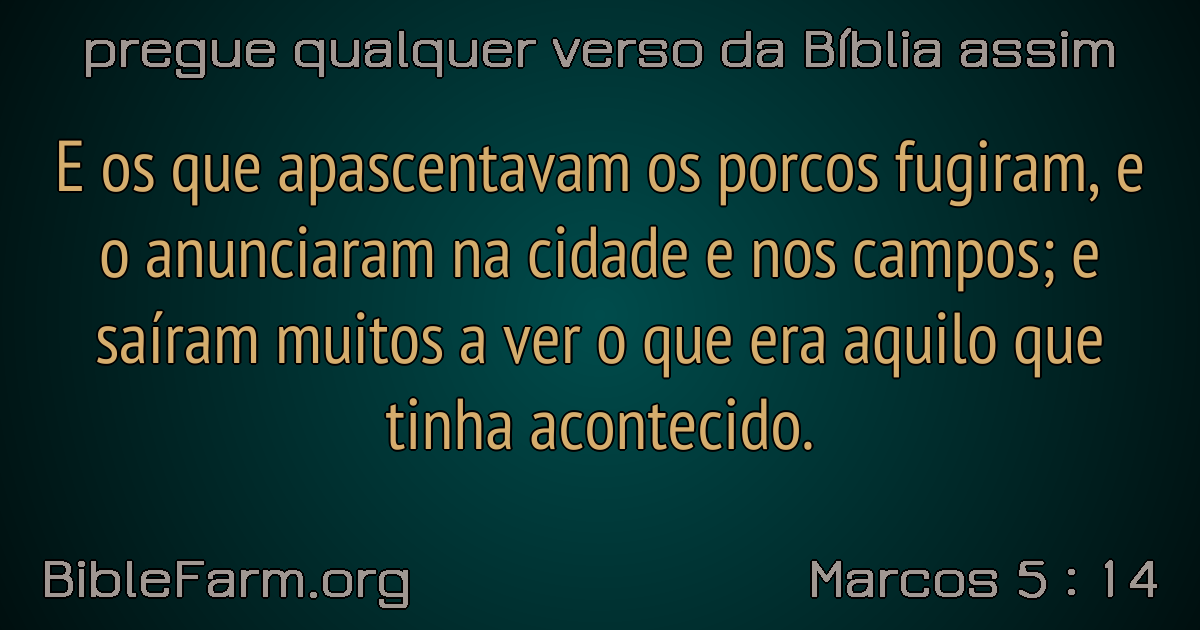 pregue qualquer verso da Bíblia assim
E os que apascentavam os porcos fugiram, e
o anunciaram na cidade e nos campos; e
saíram muitos a ver o que era aquilo que
tinha acontecido.
BibleFarm.org
Marcos 5 : 14